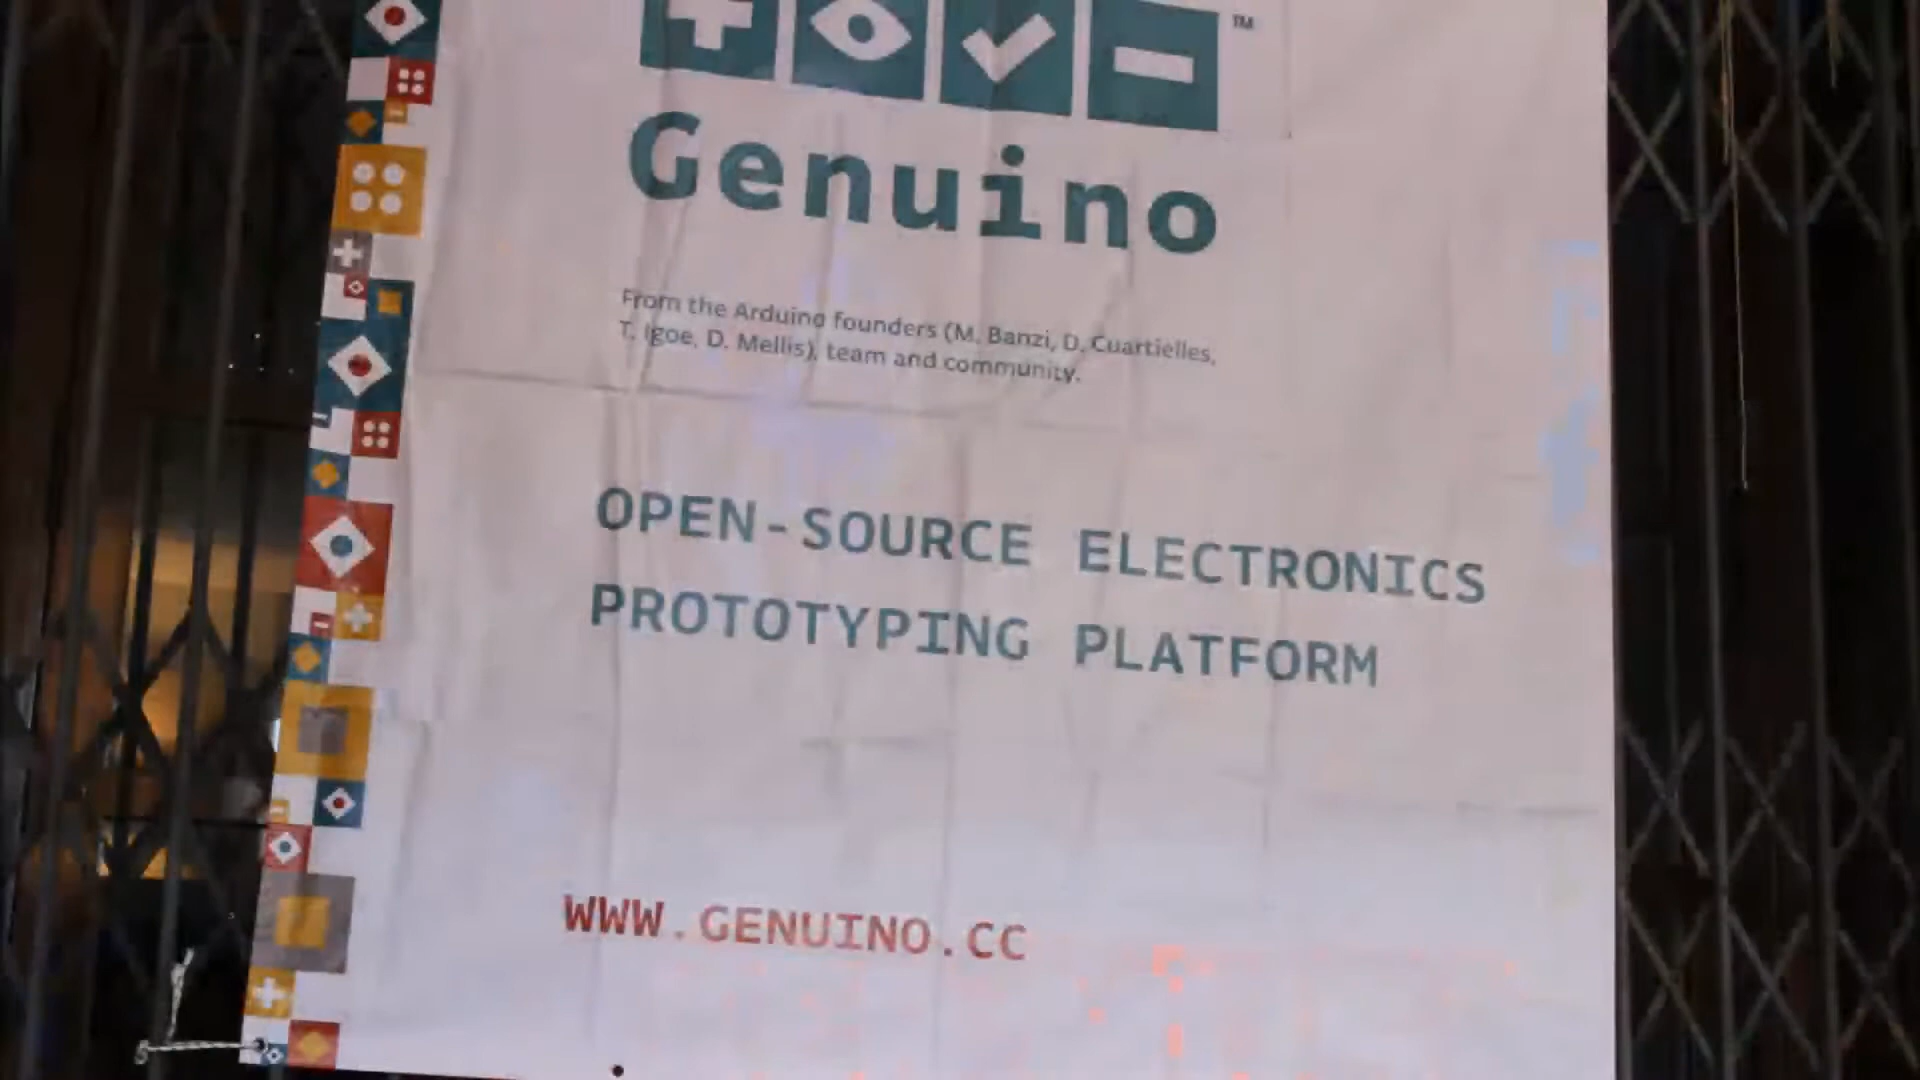 TM
Genuino
From the Arduino founders (M. Banzi, D. Cuartielles,
T. Igoe, D. Mellis), team and community.
OPEN-SOURCE ELECTRONICS
PROTOTYPING PLATFORM
WWW.GENUINO.CC